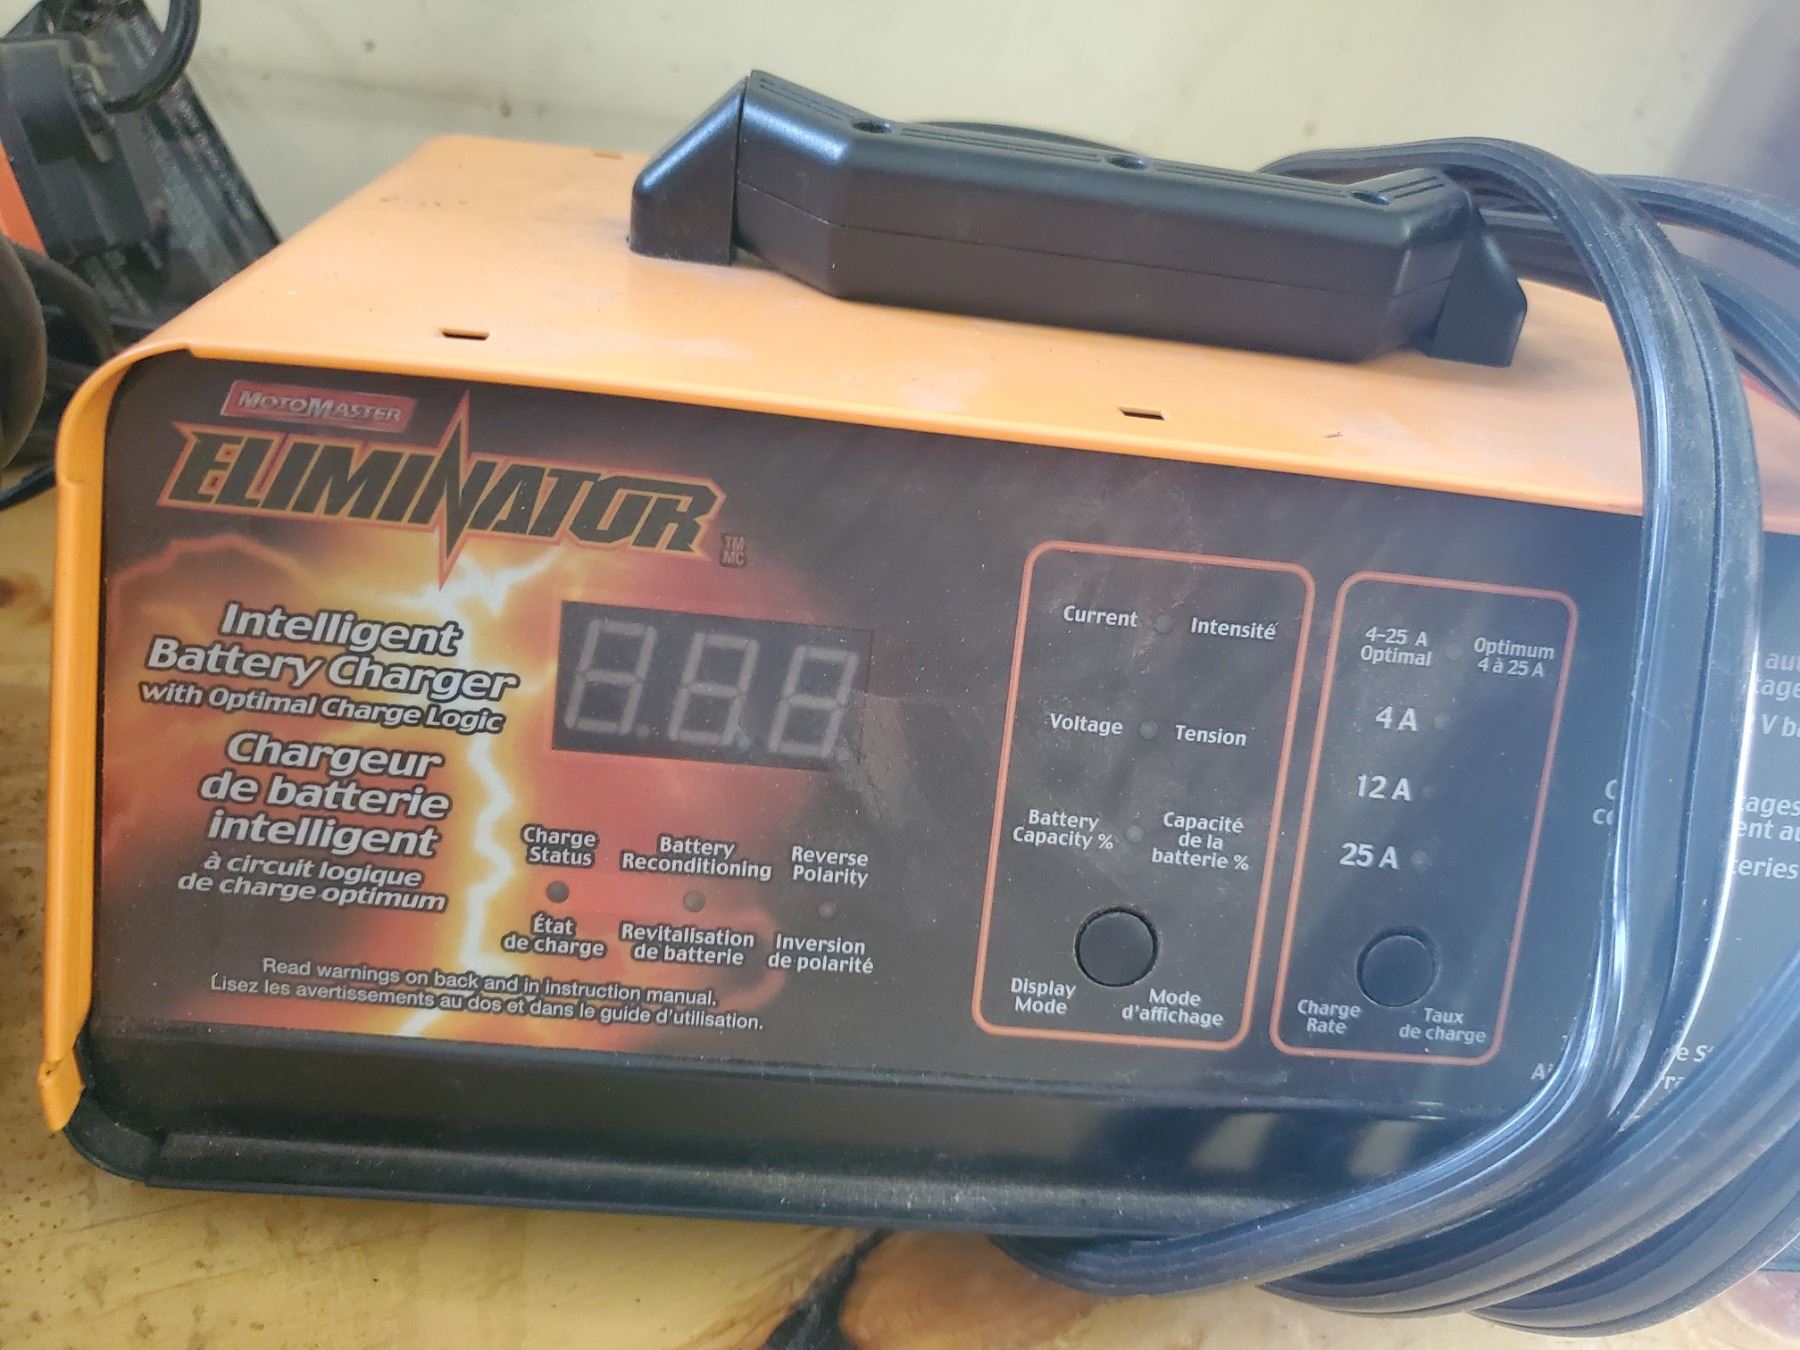 MOTOMASTER
ELIMINATOR
TM
MC
Intelligent
Battery Charger
with Optimal Charge Logic
Chargeur
de batterie
intelligent
à circuit logique
de charge optimum
8.8.8
Charge
Status
Battery
Reconditioning
Reverse
Polarity
État
de charge
Revitalisation
de batterie
Inversion
de polarité
Read warnings on back and in instruction manual.
Lisez les avertissements au dos et dans le guide d'utilisation.
Current
Intensité
Voltage
Tension
Battery
Capacity %
Capacité
de la
batterie %
Display
Mode
Mode
d'affichage
4-25 A
Optimal
Optimum
4 à 25 A
4 A
12 A
25 A
Charge
Rate
Taux
de charge